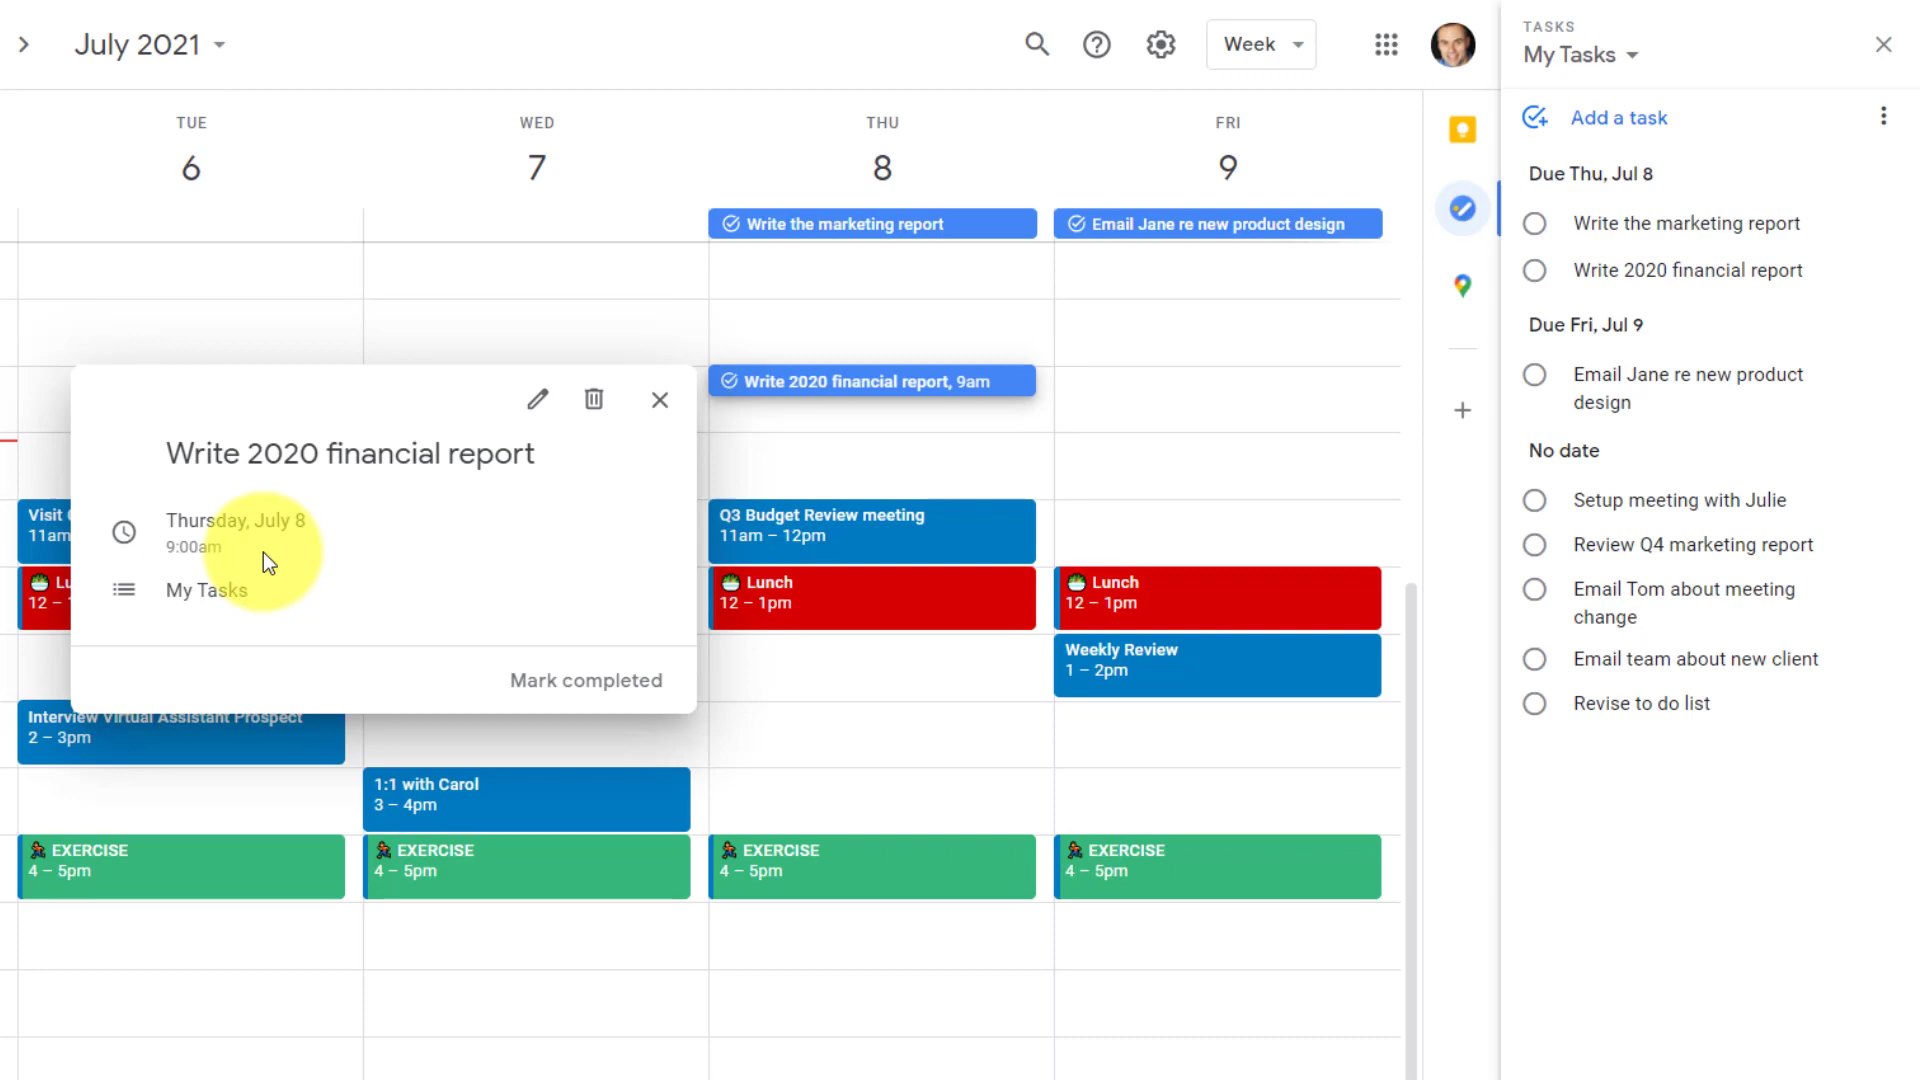 July 2021
Week
TUE
6
WED
7
THU
8
FRI
9
Write the marketing report
Email Jane re new product design
Write 2020 financial report, 9am
Write 2020 financial report
Thursday, July 8
9:00am
My Tasks
Mark completed
Visit
11am
12 –
Interview Virtual Assistant Prospect
2 – 3pm
EXERCISE
4 – 5pm
1:1 with Carol
3 – 4pm
EXERCISE
4 – 5pm
Q3 Budget Review meeting
11am – 12pm
Lunch
12 – 1pm
EXERCISE
4 – 5pm
Lunch
12 – 1pm
Weekly Review
1 – 2pm
EXERCISE
4 – 5pm
TASKS
My Tasks
Add a task
Due Thu, Jul 8
Write the marketing report
Write 2020 financial report
Due Fri, Jul 9
Email Jane re new product
design
No date
Setup meeting with Julie
Review Q4 marketing report
Email Tom about meeting
change
Email team about new client
Revise to do list